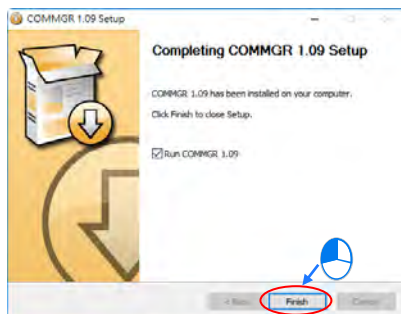 COMMGR 1.09 Setup
Completing COMMGR 1.09 Setup
COMMGR 1.09 has been installed on your computer.
Click Finish to close Setup.
Run COMMGR 1.09
< Back
Finish
Cancel